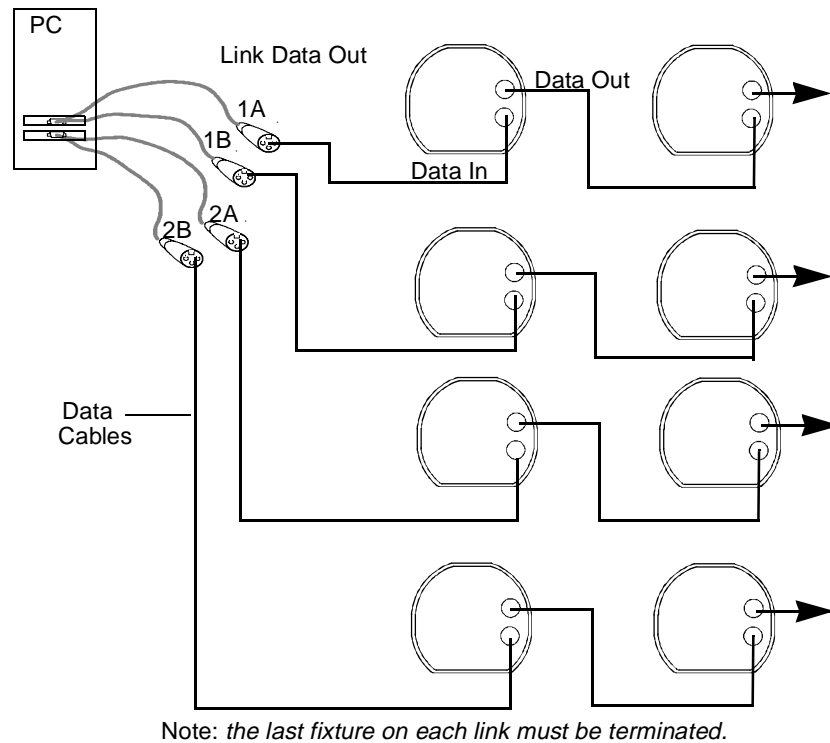 PC
Link Data Out
Data Out
1A
1B
Data In
2A
2B
Data
Cables
Note: the last fixture on each link must be terminated.